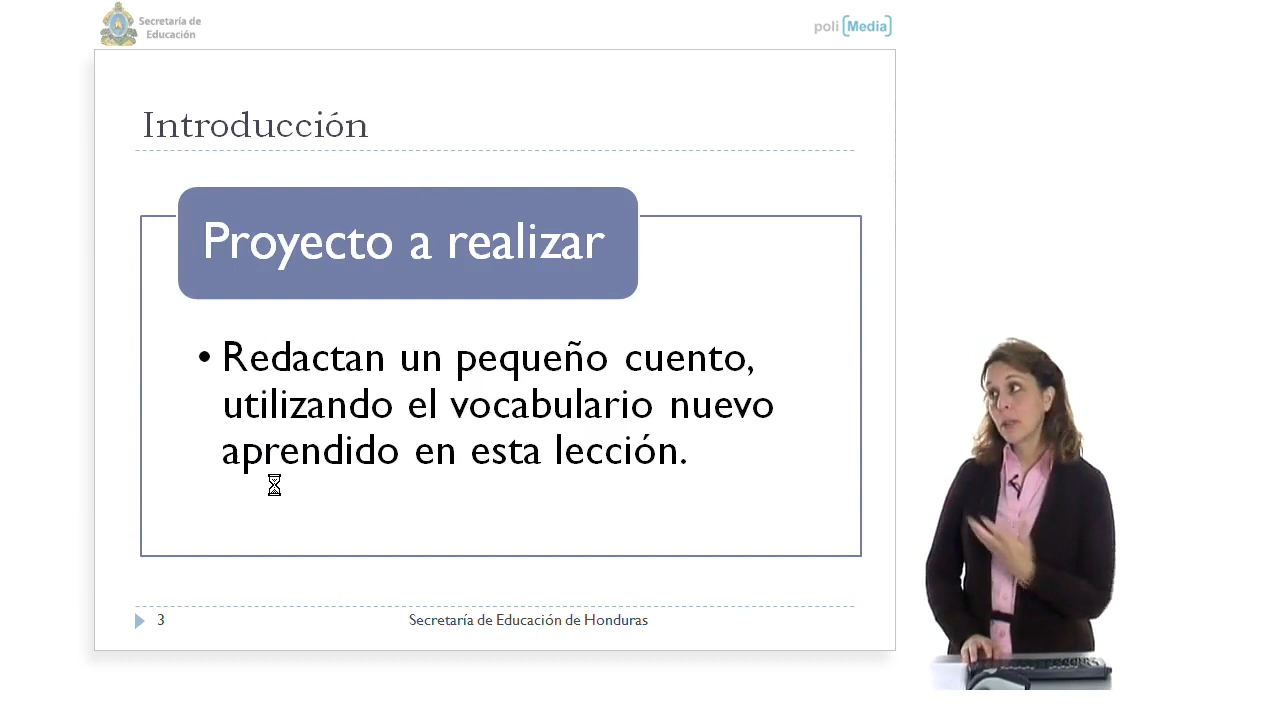 Secretaría de
Educación
poli [Media]
Introducción
Proyecto a realizar
• Redactan un pequeño cuento,
utilizando el vocabulario nuevo
aprendido en esta lección.
3
Secretaría de Educación de Honduras